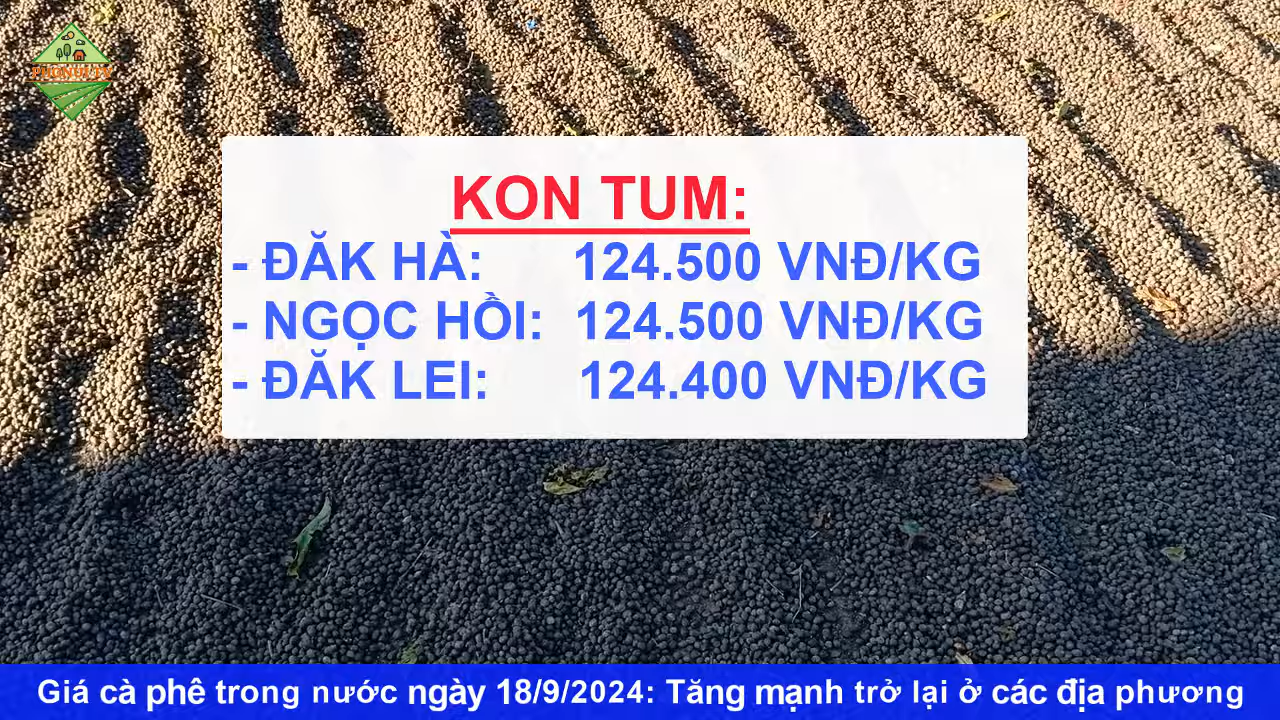 KON TUM:
- ĐĂK HÀ: 124.500 VNĐ/KG
- NGỌC HỒI: 124.500 VNĐ/KG
- ĐĂK LEI: 124.400 VNĐ/KG
Giá cà phê trong nước ngày 18/9/2024: Tăng mạnh trở lại ở các địa phương